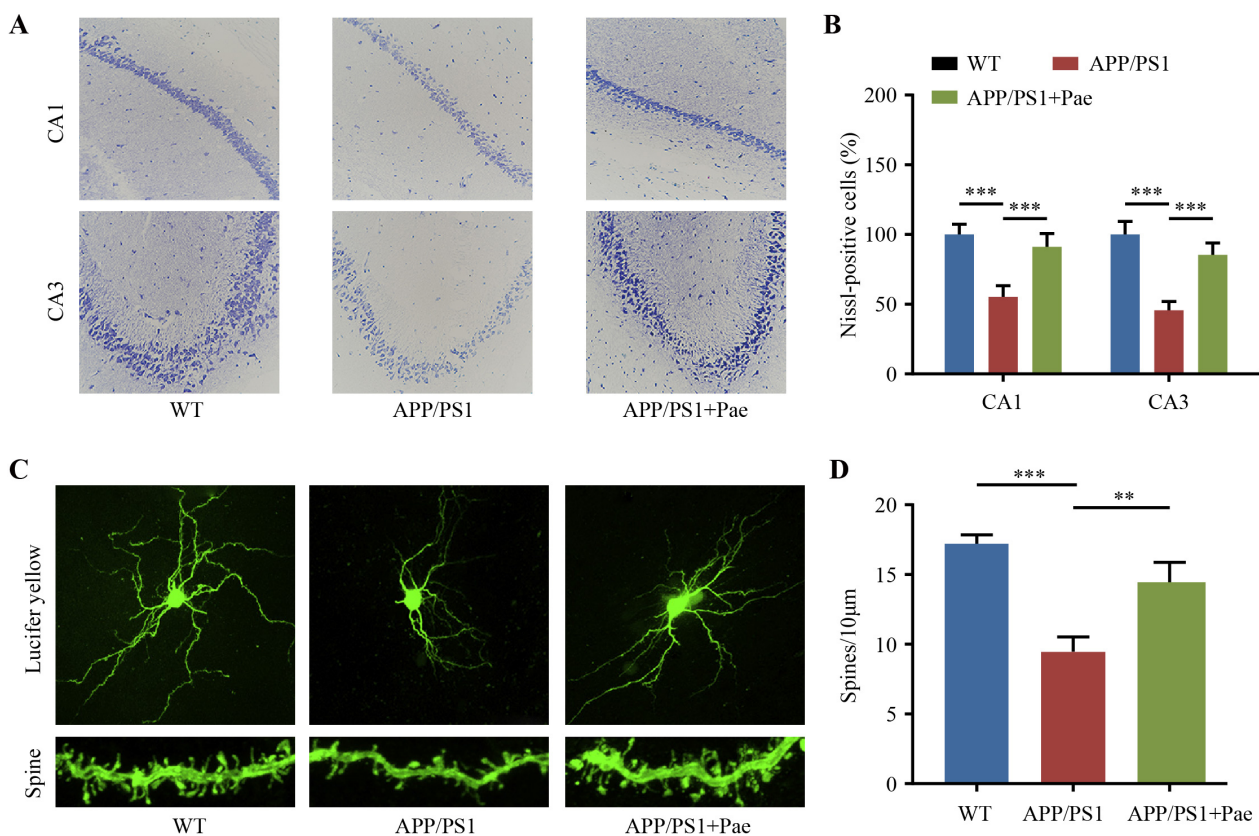 A
CA1
CA3
WT
APP/PS1
APP/PS1+Pae
B
WT
APP/PS1
APP/PS1+Pae
Nissl-positive cells (%)
200
150
100
50
0
***
***
***
***
CA1
CA3
C
Lucifer yellow
Spine
WT
APP/PS1
APP/PS1+Pae
D
Spines/10μm
20
15
10
5
0
***
**
WT
APP/PS1
APP/PS1+Pae